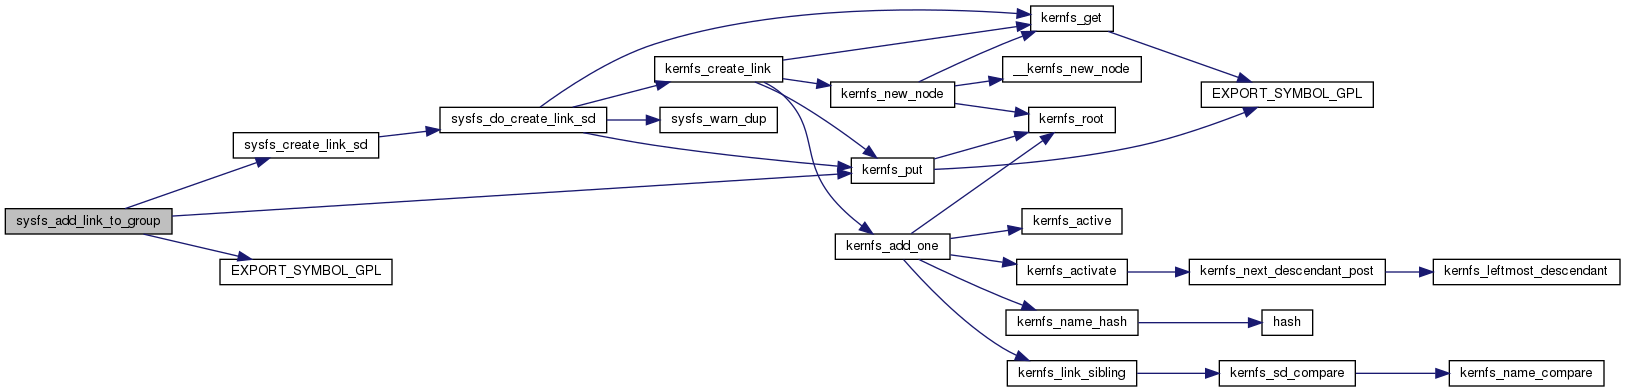 sysfs_add_link_to_group
sysfs_create_link_sd
EXPORT_SYMBOL_GPL
sysfs_do_create_link_sd
kernfs_create_link
sysfs_warn_dup
kernfs_new_node
kernfs_put
kernfs_add_one
kernfs_get
__kernfs_new_node
kernfs_root
kernfs_active
kernfs_activate
kernfs_name_hash
kernfs_link_sibling
EXPORT_SYMBOL_GPL
kernfs_next_descendant_post
hash
kernfs_sd_compare
kernfs_leftmost_descendant
kernfs_name_compare